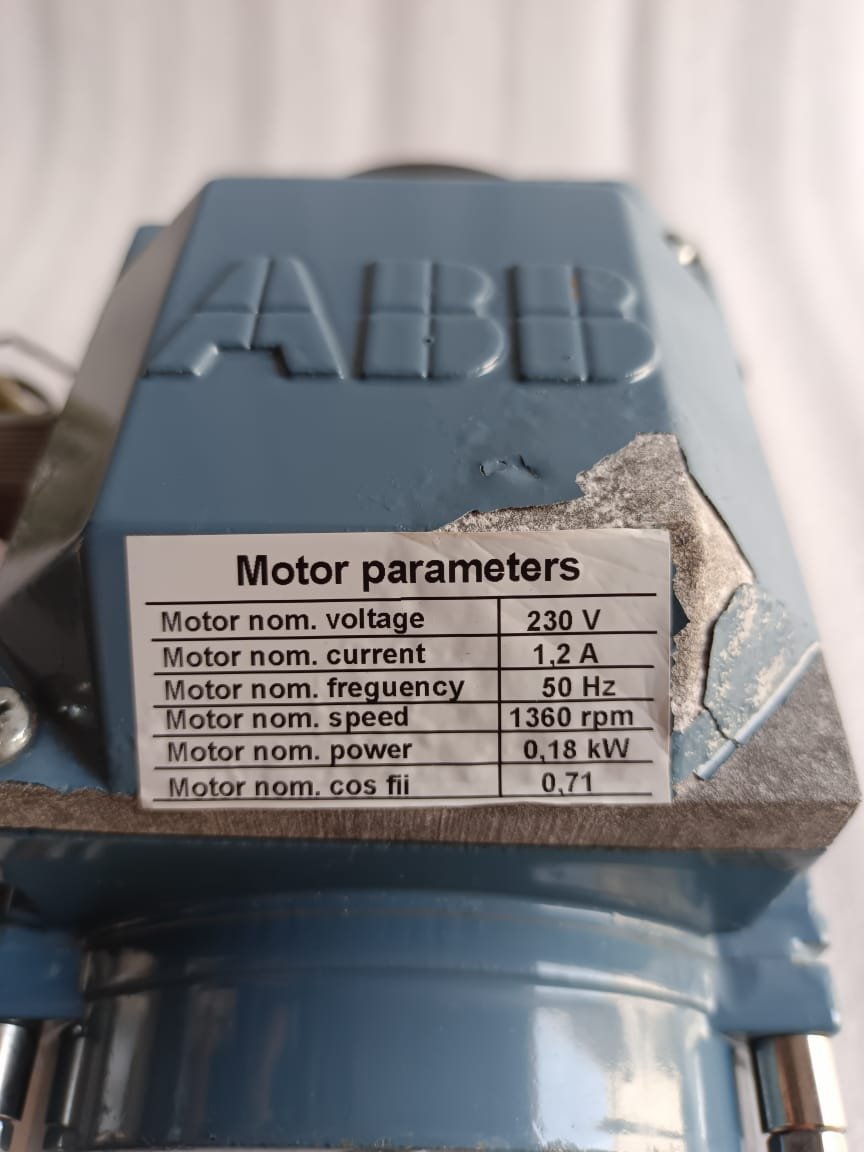 ABB
Motor parameters
Motor nom. voltage 230 V
Motor nom. current 1,2 A
Motor nom. freguency 50 Hz
Motor nom. speed 1360 rpm
Motor nom. power 0,18 kW
Motor nom. cos fii 0,71